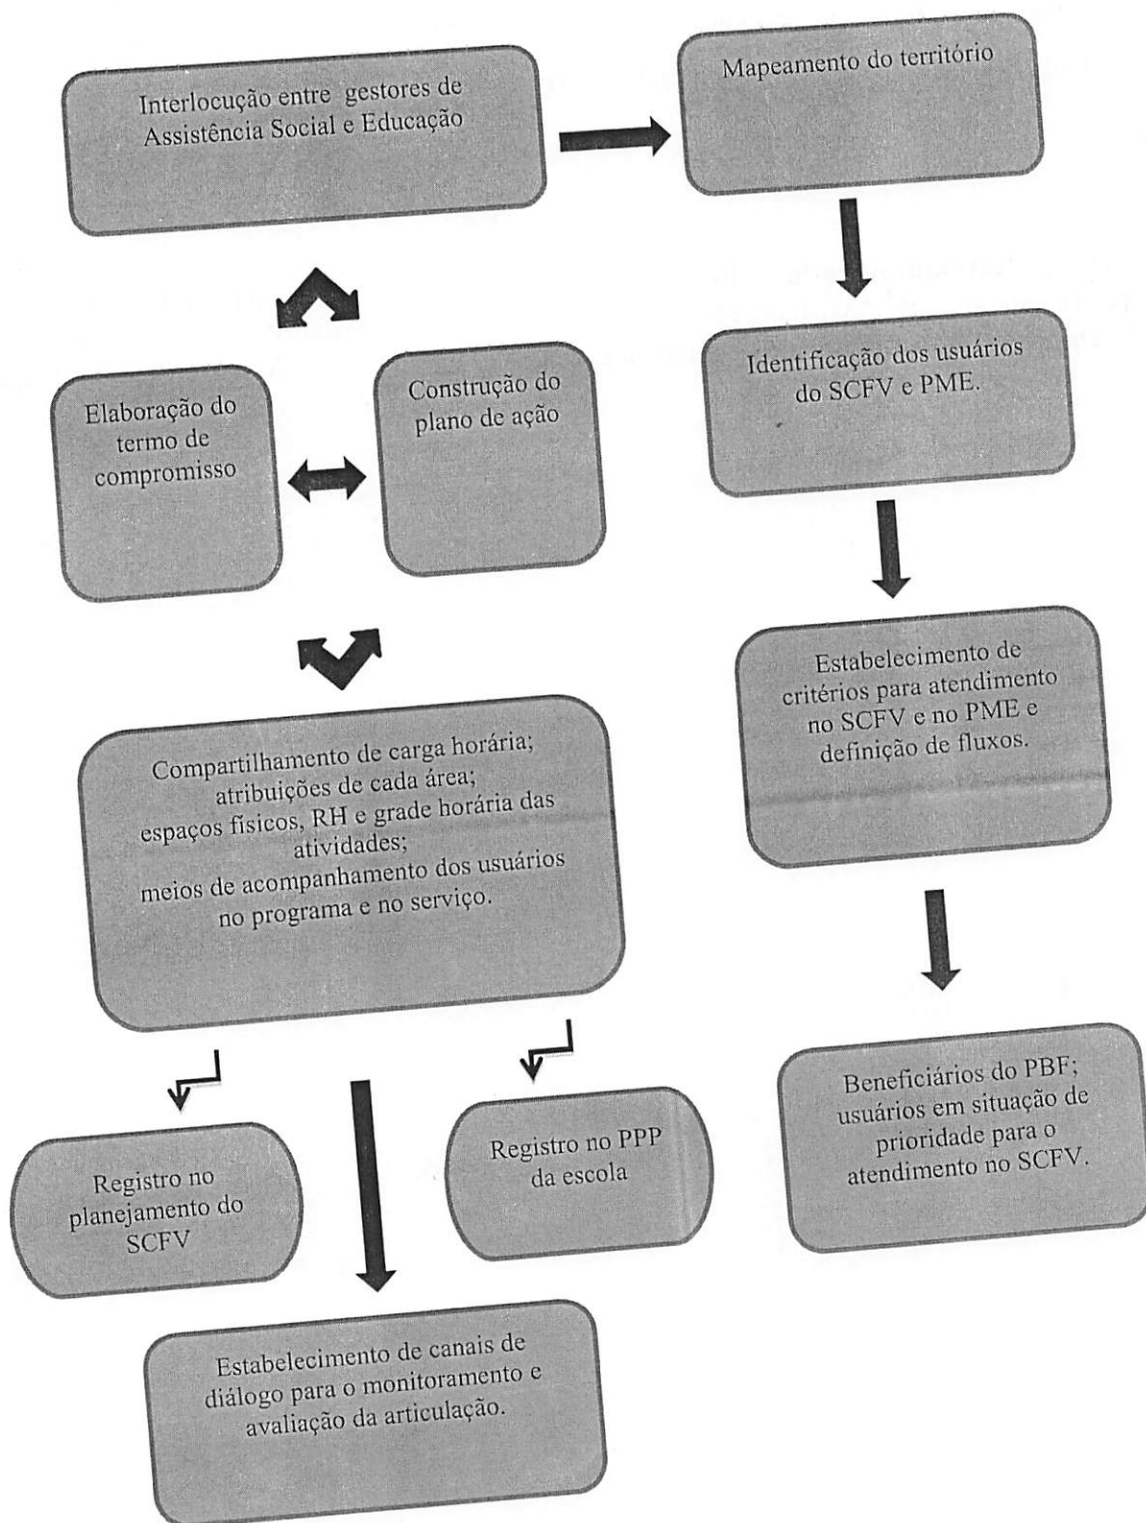 Interlocução entre gestores de
Assistência Social e Educação
Mapeamento do território
Identificação dos usuários
do SCFV e PME.
Elaboração do
termo de
compromisso
Construção do
plano de ação
Estabelecimento de
critérios para atendimento
no SCFV e no PME e
definição de fluxos.
Compartilhamento de carga horária;
atribuições de cada área;
espaços físicos, RH e grade horária das
atividades;
meios de acompanhamento dos usuários
no programa e no serviço.
Beneficiários do PBF;
usuários em situação de
prioridade para o
atendimento no SCFV.
Registro no
planejamento do
SCFV
Registro no PPP
da escola
Estabelecimento de canais de
diálogo para o monitoramento e
avaliação da articulação.